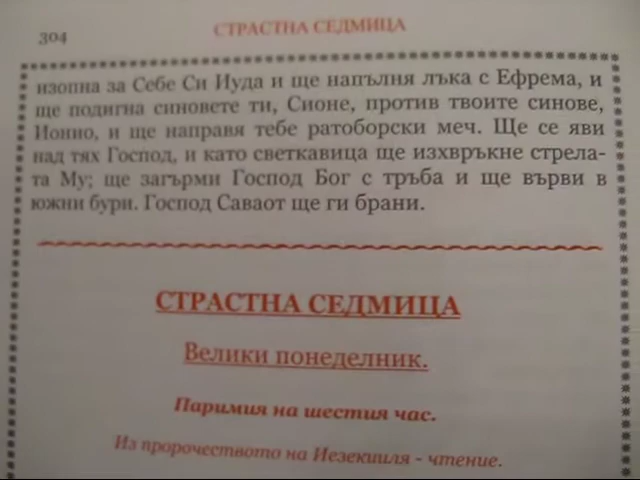 304
СТРАСТНА СЕДМИЦА
изопна за Себе Си Иуда и ще напълня лъка с Ефрема, и
ще подигна синовете ти, Сионе, против твоите синове,
Ионио, и ще направя тебе ратоборски меч. Ще се яви
над тях Господ, и като светкавица ще изхвръкне стрела-
та Му; ще загърми Господ Бог с тръба и ще върви в
южни бури. Господ Саваот ще ги брани.
СТРАСТНА СЕДМИЦА
Велики понеделник.
Паримия на шестия час.
Из пророчеството на Иезекииля - чтение.